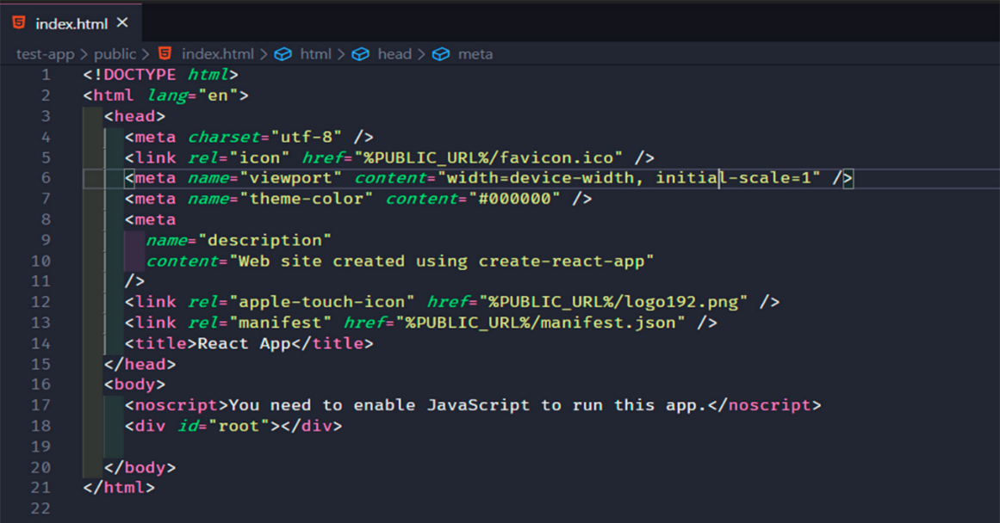 index.html ×
test-app > public > index.html > html > head > meta
1 <!DOCTYPE html>
2 <html lang="en">
3   <head>
4     <meta charset="utf-8" />
5     <link rel="icon" href="%PUBLIC_URL%/favicon.ico" />
6     <meta name="viewport" content="width=device-width, initial-scale=1" />
7     <meta name="theme-color" content="#000000" />
8     <meta
9       name="description"
10       content="Web site created using create-react-app"
11     />
12     <link rel="apple-touch-icon" href="%PUBLIC_URL%/logo192.png" />
13     <link rel="manifest" href="%PUBLIC_URL%/manifest.json" />
14     <title>React App</title>
15   </head>
16   <body>
17     <noscript>You need to enable JavaScript to run this app.</noscript>
18     <div id="root"></div>
19
20   </body>
21 </html>
22